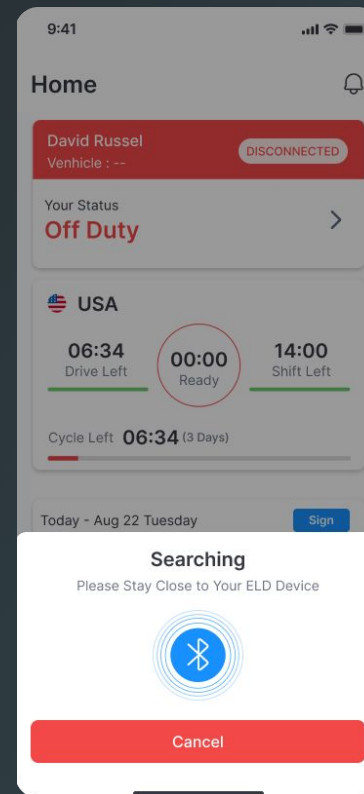 9:41
Home
David Russel
Venhicle : --
DISCONNECTED
Your Status
Off Duty
USA
06:34
Drive Left
00:00
Ready
14:00
Shift Left
Cycle Left 06:34 (3 Days)
Today - Aug 22 Tuesday
Sign
Searching
Please Stay Close to Your ELD Device
Cancel